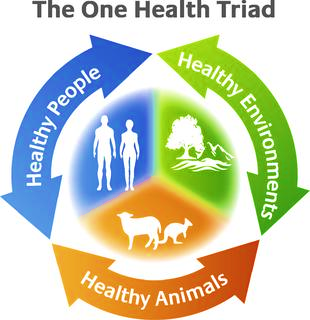 The One Health Triad
Healthy People
Healthy Environments
Healthy Animals